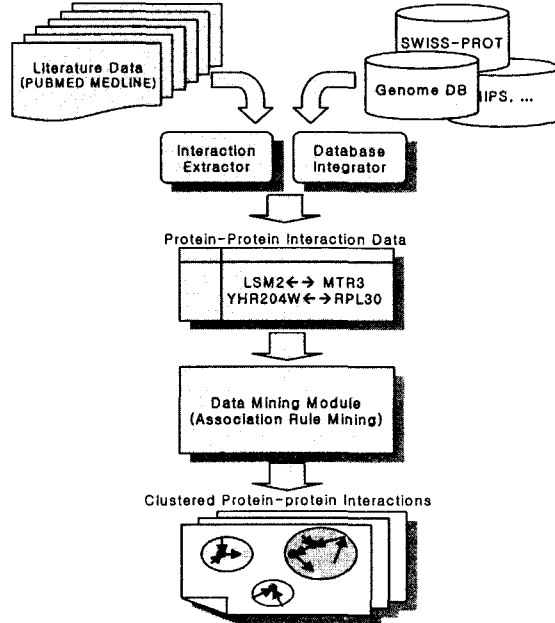 Literature Data
(PUBMED MEDLINE)
SWISS-PROT
Genome DB
IIPS, ...
Interaction
Extractor
Database
Integrator
Protein-Protein Interaction Data
LSM2←→ MTR3
YHR204W←→RPL30
Data Mining Module
(Association Rule Mining)
Clustered Protein-protein Interactions